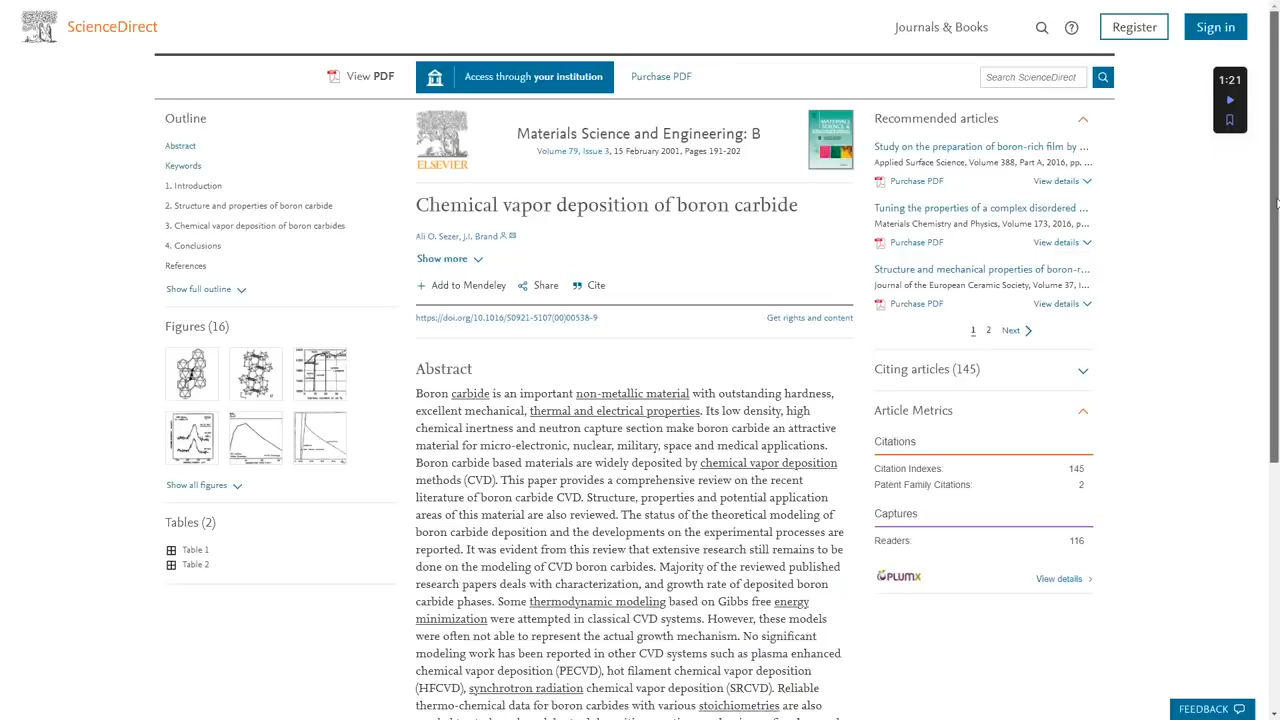 ScienceDirect
Journals & Books
Register
Sign in
View PDF
Access through your institution
Purchase PDF
Search ScienceDirect
1:21
Outline
Abstract
Keywords
1. Introduction
2. Structure and properties of boron carbide
3. Chemical vapor deposition of boron carbides
4. Conclusions
References
Show full outline
Figures (16)
Show all figures
Tables (2)
Table 1
Table 2
ELSEVIER
Materials Science and Engineering: B
Volume 79, Issue 3, 15 February 2001, Pages 191-202
Chemical vapor deposition of boron carbide
Ali O. Sezer, J.I. Brand
Show more
Add to Mendeley
Share
Cite
https://doi.org/10.1016/S0921-5107(00)00538-9
Get rights and content
Abstract
Boron carbide is an important non-metallic material with outstanding hardness,
excellent mechanical, thermal and electrical properties. Its low density, high
chemical inertness and neutron capture section make boron carbide an attractive
material for micro-electronic, nuclear, military, space and medical applications.
Boron carbide based materials are widely deposited by chemical vapor deposition
methods (CVD). This paper provides a comprehensive review on the recent
literature of boron carbide CVD. Structure, properties and potential application
areas of this material are also reviewed. The status of the theoretical modeling of
boron carbide deposition and the developments on the experimental processes are
reported. It was evident from this review that extensive research still remains to be
done on the modeling of CVD boron carbides. Majority of the reviewed published
research papers deals with characterization, and growth rate of deposited boron
carbide phases. Some thermodynamic modeling based on Gibbs free energy
minimization were attempted in classical CVD systems. However, these models
were often not able to represent the actual growth mechanism. No significant
modeling work has been reported in other CVD systems such as plasma enhanced
chemical vapor deposition (PECVD), hot filament chemical vapor deposition
(HFCVD), synchrotron radiation chemical vapor deposition (SRCVD). Reliable
thermo-chemical data for boron carbides with various stoichiometries are also
Recommended articles
Study on the preparation of boron-rich film by ...
Applied Surface Science, Volume 388, Part A, 2016, pp. ...
Purchase PDF
View details
Tuning the properties of a complex disordered ...
Materials Chemistry and Physics, Volume 173, 2016, p...
Purchase PDF
View details
Structure and mechanical properties of boron-r...
Journal of the European Ceramic Society, Volume 37, I...
Purchase PDF
View details
1 2 Next
Citing articles (145)
Article Metrics
Citations
Citation Indexes: 145
Patent Family Citations: 2
Captures
Readers: 116
PLUMX
View details
FEEDBACK